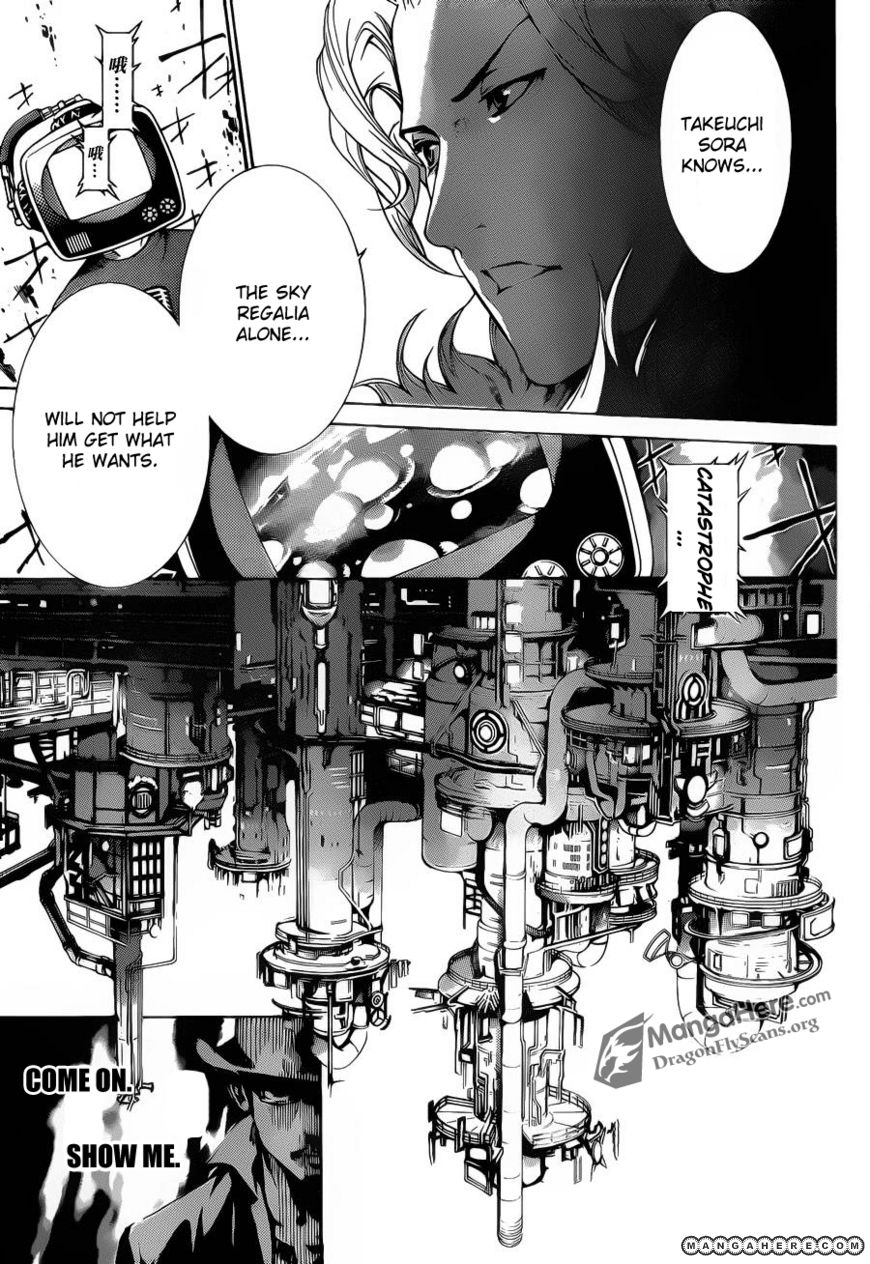 TAKEUCHI
SORA
KNOWS...
THE SKY
REGALIA
ALONE...
WILL NOT HELP
HIM GET WHAT
HE WANTS.
哦……
哦……
CATASTROPHE
...
COME ON.
SHOW ME.
MangaHere.com
DragonFlyScans.org
MANGAHERE.COM